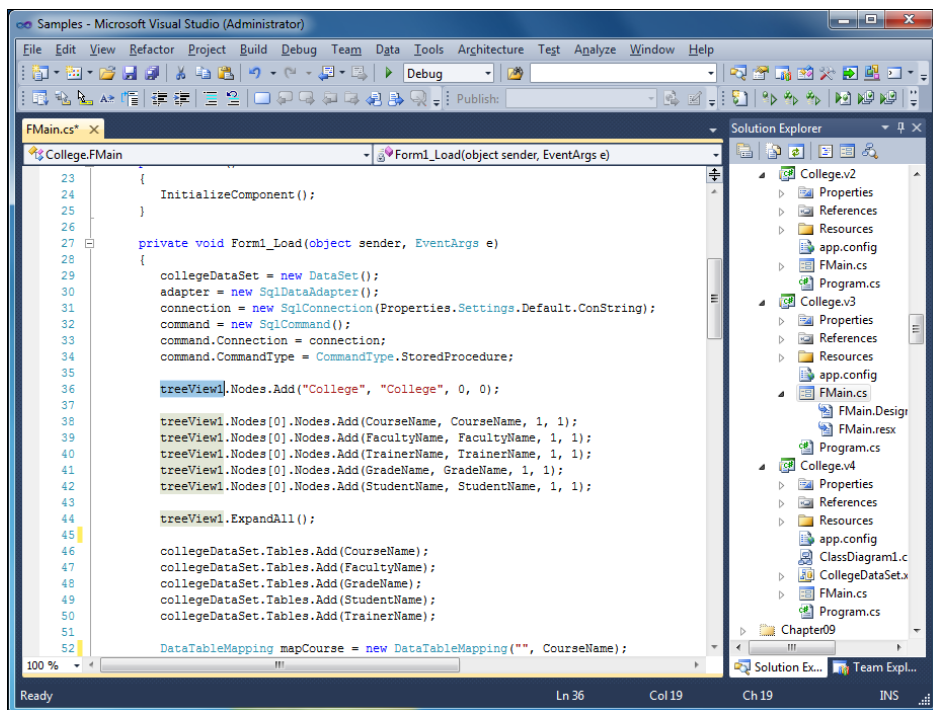 Samples - Microsoft Visual Studio (Administrator)
File Edit View Refactor Project Build Debug Team Data Tools Architecture Test Analyze Window Help
Debug
Publish:
FMain.cs*
College.FMain
Form1_Load(object sender, EventArgs e)
23 {
24 InitializeComponent();
25 }
26
27 private void Form1_Load(object sender, EventArgs e)
28 {
29 collegeDataSet = new DataSet();
30 adapter = new SqlDataAdapter();
31 connection = new SqlConnection(Properties.Settings.Default.ConString);
32 command = new SqlCommand();
33 command.Connection = connection;
34 command.CommandType = CommandType.StoredProcedure;
35
36 treeView1.Nodes.Add("College", "College", 0, 0);
37
38 treeView1.Nodes[0].Nodes.Add(CourseName, CourseName, 1, 1);
39 treeView1.Nodes[0].Nodes.Add(FacultyName, FacultyName, 1, 1);
40 treeView1.Nodes[0].Nodes.Add(TrainerName, TrainerName, 1, 1);
41 treeView1.Nodes[0].Nodes.Add(GradeName, GradeName, 1, 1);
42 treeView1.Nodes[0].Nodes.Add(StudentName, StudentName, 1, 1);
43
44 treeView1.ExpandAll();
45
46 collegeDataSet.Tables.Add(CourseName);
47 collegeDataSet.Tables.Add(FacultyName);
48 collegeDataSet.Tables.Add(GradeName);
49 collegeDataSet.Tables.Add(StudentName);
50 collegeDataSet.Tables.Add(TrainerName);
51
52 DataTableMapping mapCourse = new DataTableMapping("", CourseName);
100 %
Solution Explorer
College.v2
Properties
References
Resources
app.config
FMain.cs
Program.cs
College.v3
Properties
References
Resources
app.config
FMain.cs
FMain.Desigr
FMain.resx
Program.cs
College.v4
Properties
References
Resources
app.config
ClassDiagram1.c
CollegeDataSet.x
FMain.cs
Program.cs
Chapter09
Solution Ex... Team Expl...
Ready Ln 36 Col 19 Ch 19 INS